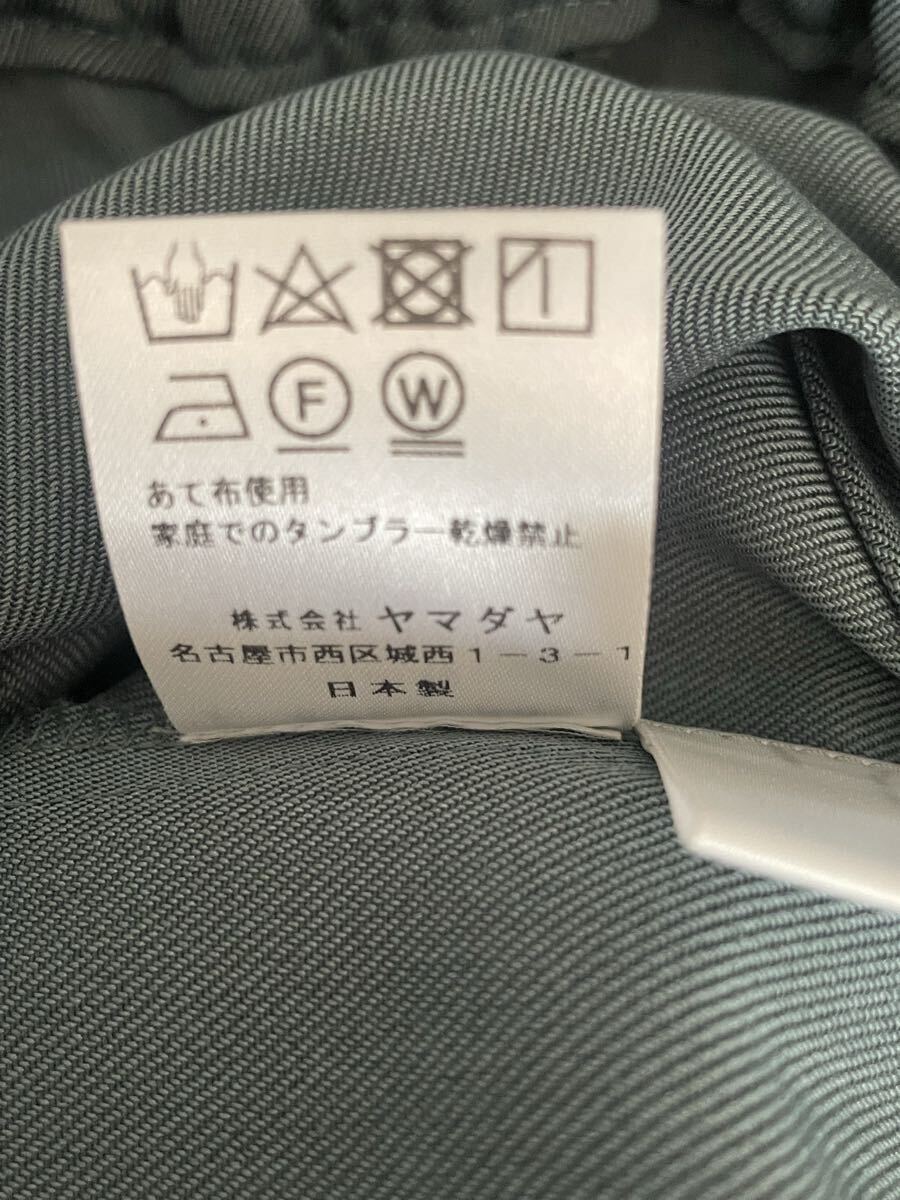 F W
あて布使用
家庭でのタンブラー乾燥禁止
株式会社 ヤマダヤ
名古屋市西区城西1-3-1
日本製